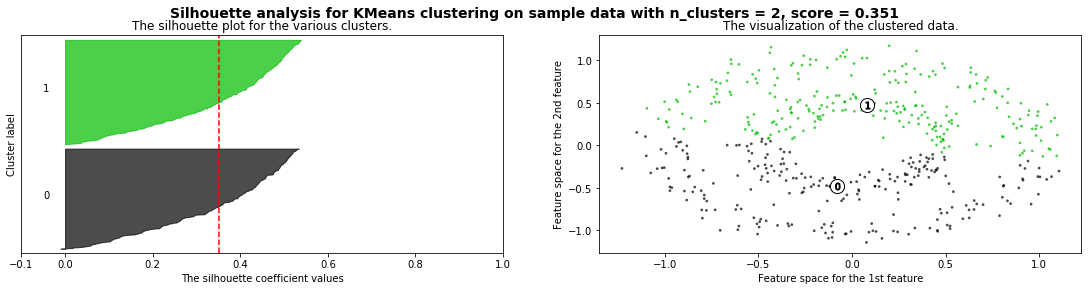 Silhouette analysis for KMeans clustering on sample data with n_clusters = 2, score = 0.351
The silhouette plot for the various clusters.
Cluster label
1
0
−0.1 0.0 0.2 0.4 0.6 0.8 1.0
The silhouette coefficient values
The visualization of the clustered data.
Feature space for the 2nd feature
1.0
0.5
0.0
−0.5
−1.0
1
0
−1.0 −0.5 0.0 0.5 1.0
Feature space for the 1st feature